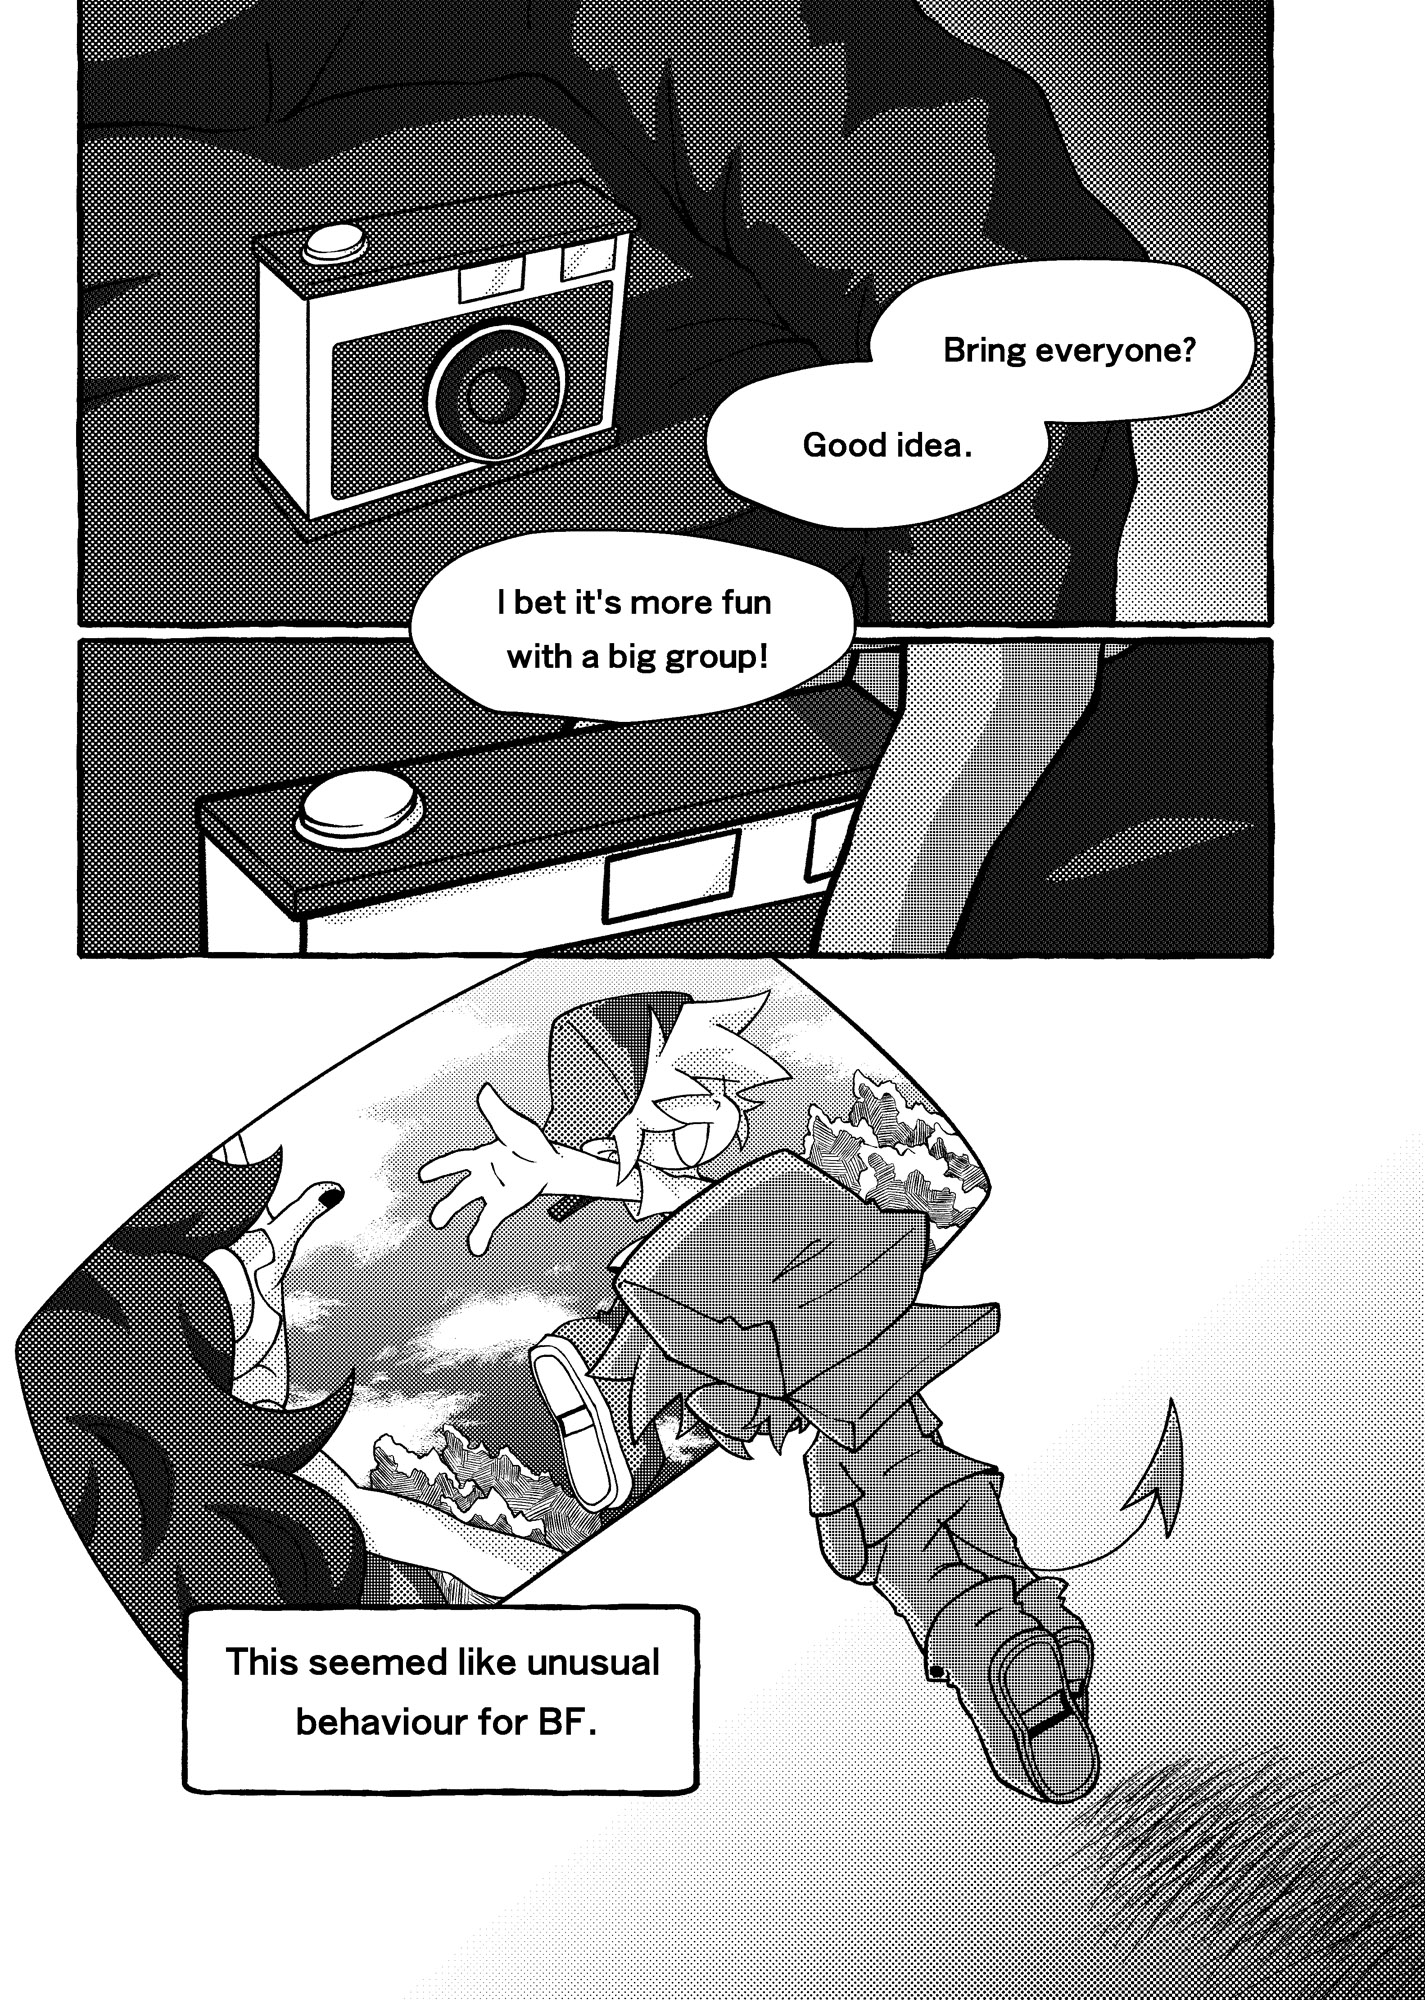 Bring everyone?
Good idea.
I bet it's more fun
with a big group!
This seemed like unusual
behaviour for BF.